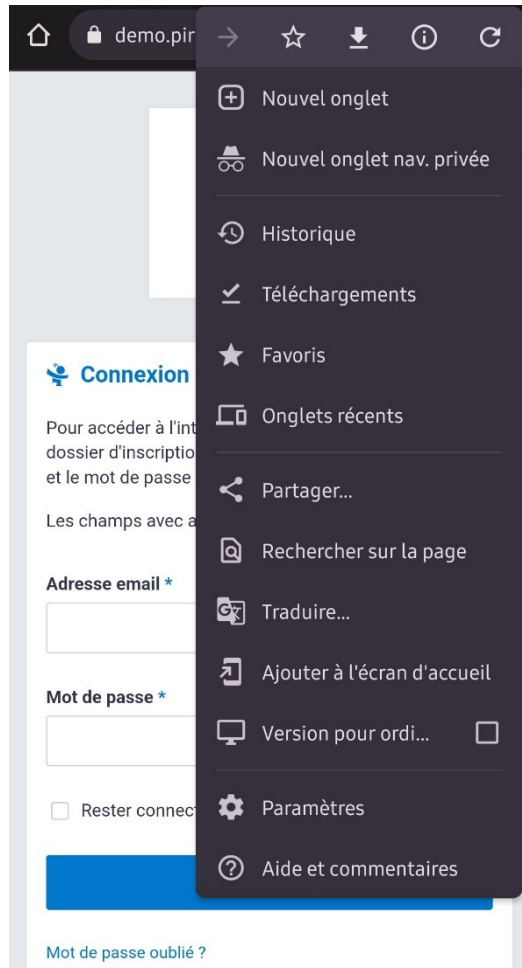 demo.pir
Nouvel onglet
Nouvel onglet nav. privée
Historique
Téléchargements
Favoris
Onglets récents
Partager...
Rechercher sur la page
Traduire...
Ajouter à l'écran d'accueil
Version pour ordi...
Paramètres
Aide et commentaires
Connexion
Pour accéder à l'int
dossier d'inscriptio
et le mot de passe
Les champs avec a
Adresse email *
Mot de passe *
Rester connec
Mot de passe oublié ?